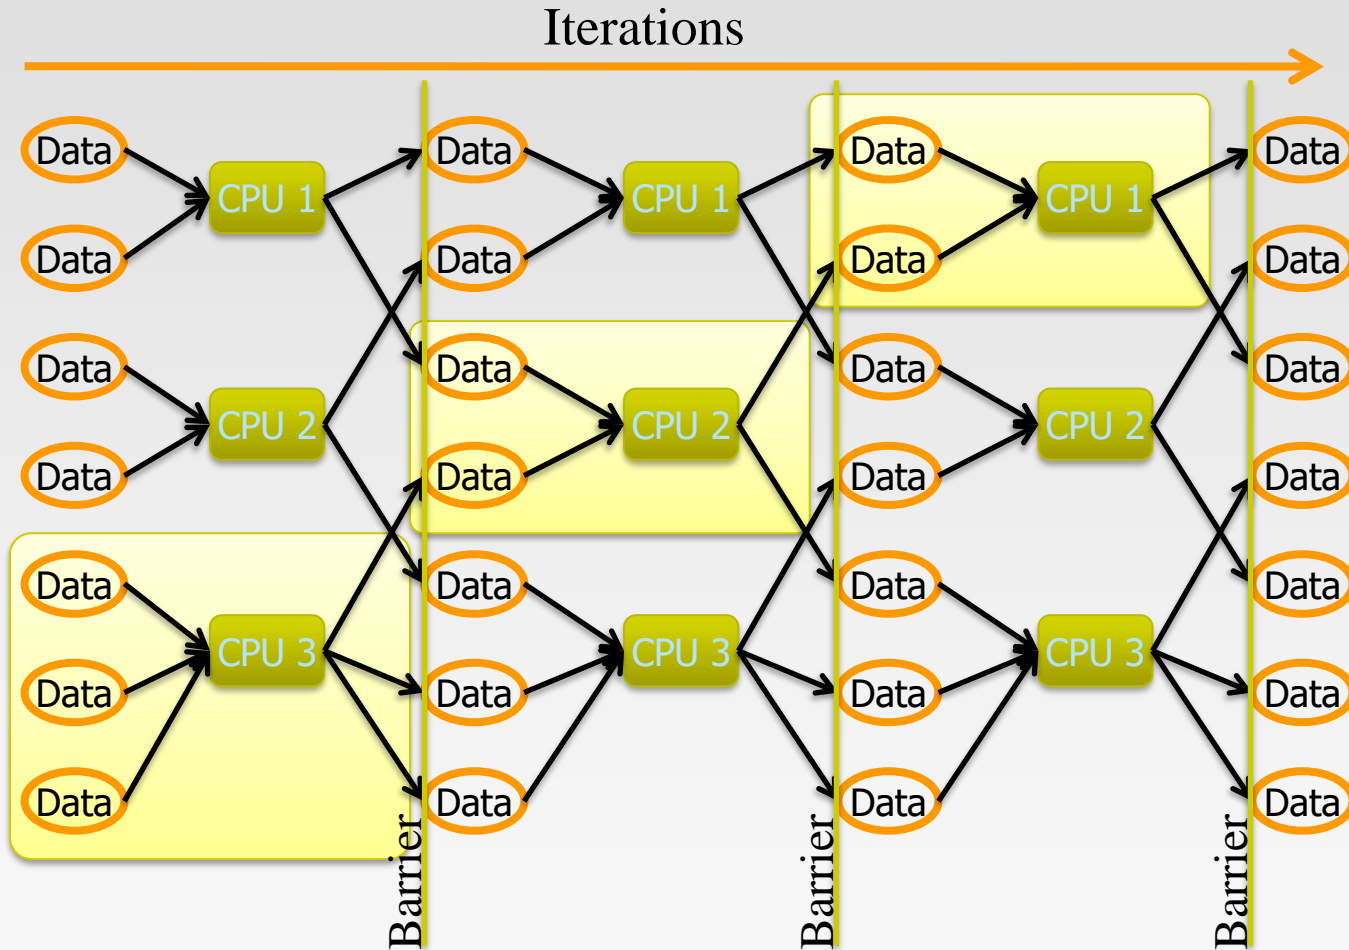 Iterations
Data Data Data Data
CPU 1 CPU 1 CPU 1
Data Data Data Data
Data Data Data Data
CPU 2 CPU 2 CPU 2
Data Data Data Data
Data Data Data Data
CPU 3 CPU 3 CPU 3
Data Data Data Data
Data Data Data Data
Barrier Barrier Barrier